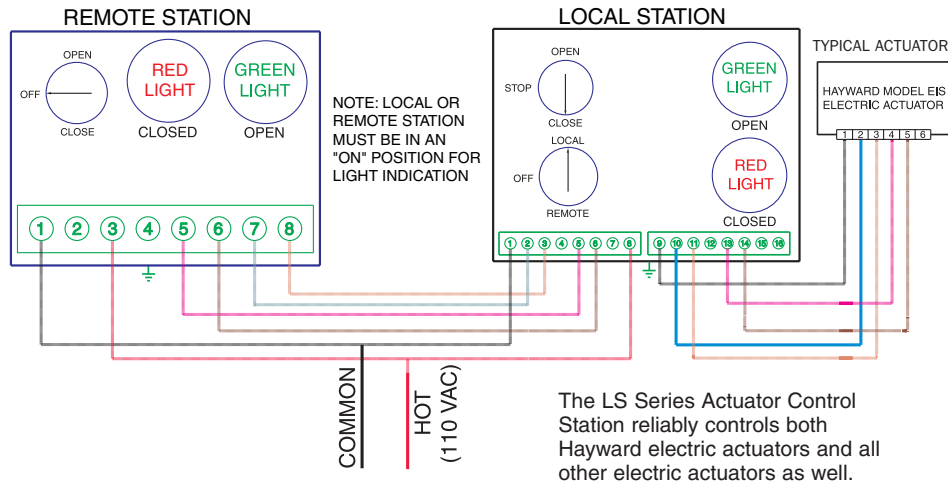 REMOTE STATION
OPEN
OFF
CLOSE
RED
LIGHT
CLOSED
GREEN
LIGHT
OPEN
1 2 3 4 5 6 7 8
NOTE: LOCAL OR
REMOTE STATION
MUST BE IN AN
"ON" POSITION FOR
LIGHT INDICATION
LOCAL STATION
OPEN
STOP
CLOSE
LOCAL
OFF
REMOTE
GREEN
LIGHT
OPEN
RED
LIGHT
CLOSED
1 2 3 4 5 6 7 8
9 10 11 12 13 14 15 16
TYPICAL ACTUATOR
HAYWARD MODEL EIS
ELECTRIC ACTUATOR
1 2 3 4 5 6
COMMON
HOT
(110 VAC)
The LS Series Actuator Control
Station reliably controls both
Hayward electric actuators and all
other electric actuators as well.